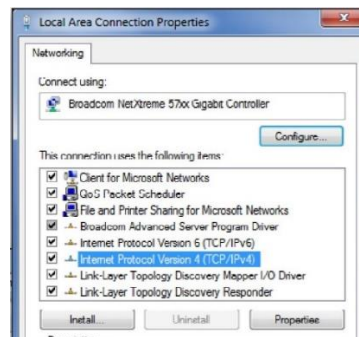 Local Area Connection Properties
Networking
Connect using:
Broadcom NetXtreme 57xx Gigabit Controller
Configure...
This connection uses the following items:
Client for Microsoft Networks
QoS Packet Scheduler
File and Printer Sharing for Microsoft Networks
Broadcom Advanced Server Program Driver
Internet Protocol Version 6 (TCP/IPv6)
Internet Protocol Version 4 (TCP/IPv4)
Link-Layer Topology Discovery Mapper I/O Driver
Link-Layer Topology Discovery Responder
Install... Uninstall Properties